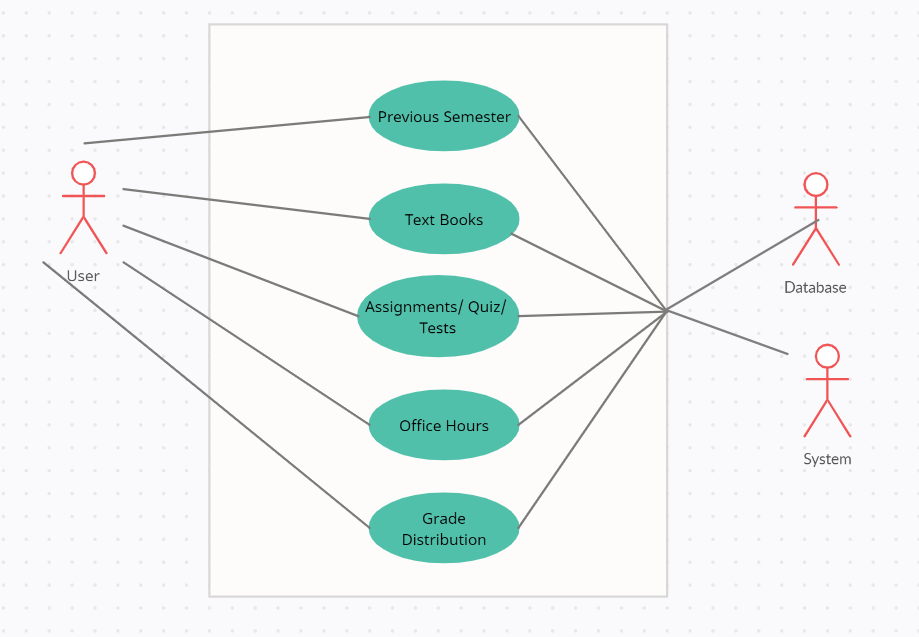 Previous Semester
Text Books
Assignments/ Quiz/
Tests
Office Hours
Grade
Distribution
User
Database
System